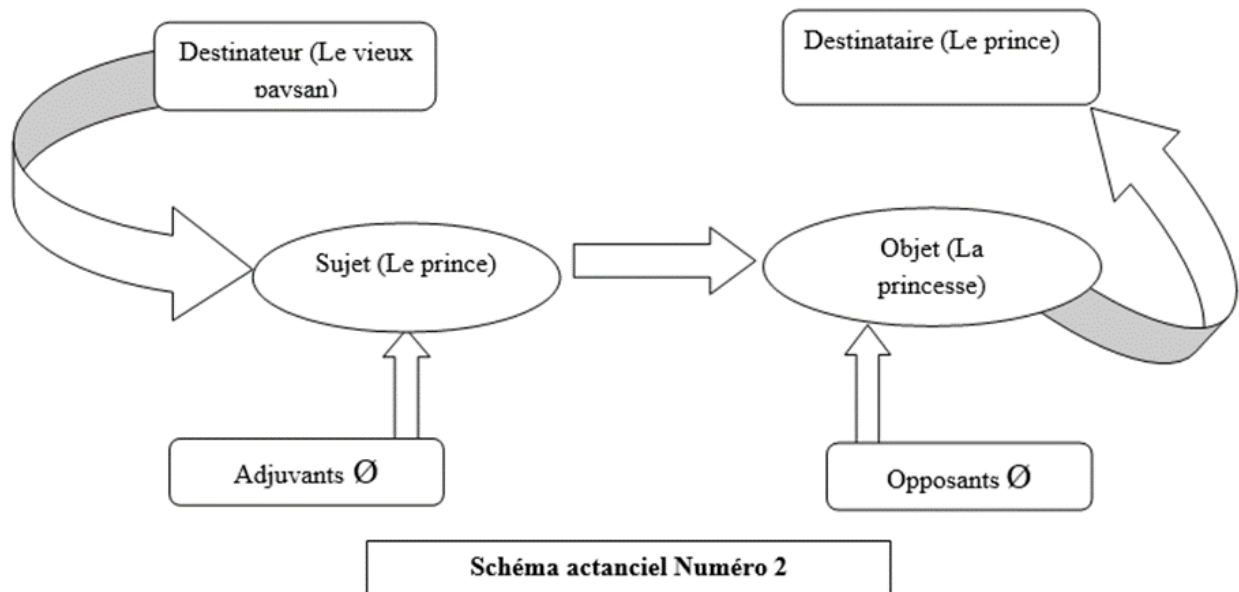 Destinateur (Le vieux
paysan)
Destinataire (Le prince)
Sujet (Le prince)
Objet (La
princesse)
Adjuvants Ø
Opposants Ø
Schéma actanciel Numéro 2